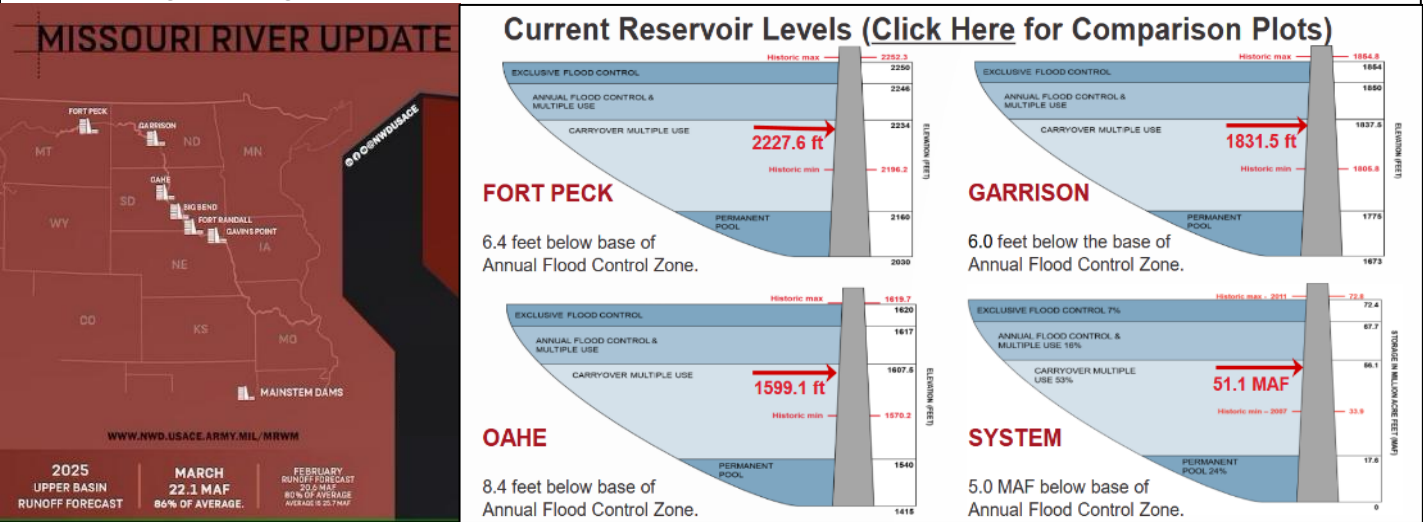 MISSOURI RIVER UPDATE
@NWDUSACE
FORT PECK
GARRISON
OAHE
BIG BEND
FORT RANDALL
GAVINS POINT
MT
ND
MN
SD
WY
IA
NE
CO
KS
MO
MAINSTEM DAMS
WWW.NWD.USACE.ARMY.MIL/MRWM
2025
UPPER BASIN
RUNOFF FORECAST
MARCH
22.1 MAF
86% OF AVERAGE.
FEBRUARY
RUNOFF FORECAST
20.6 MAF
80% OF AVERAGE
AVERAGE IS 25.7 MAF
Current Reservoir Levels (Click Here for Comparison Plots)
Historic max 2252.3
2250
EXCLUSIVE FLOOD CONTROL
2246
ANNUAL FLOOD CONTROL &
MULTIPLE USE
2234
CARRYOVER MULTIPLE USE
2227.6 ft
Historic min 2196.2
ELEVATION (FEET)
FORT PECK
2160
PERMANENT
POOL
2030
6.4 feet below base of
Annual Flood Control Zone.
Historic max 1854.8
1854
EXCLUSIVE FLOOD CONTROL
1850
ANNUAL FLOOD CONTROL &
MULTIPLE USE
1837.5
CARRYOVER MULTIPLE USE
1831.5 ft
Historic min 1805.8
ELEVATION (FEET)
GARRISON
1775
PERMANENT
POOL
1673
6.0 feet below the base of
Annual Flood Control Zone.
Historic max 1619.7
1620
EXCLUSIVE FLOOD CONTROL
1617
ANNUAL FLOOD CONTROL &
MULTIPLE USE
1607.5
CARRYOVER MULTIPLE USE
1599.1 ft
Historic min 1570.2
ELEVATION (FEET)
OAHE
1540
PERMANENT
POOL
1415
8.4 feet below base of
Annual Flood Control Zone.
Historic max - 2011 72.8
72.4
EXCLUSIVE FLOOD CONTROL 7%
67.7
ANNUAL FLOOD CONTROL &
MULTIPLE USE 16%
56.1
CARRYOVER MULTIPLE
USE 53%
51.1 MAF
Historic min – 2007 33.9
STORAGE IN MILLION ACRE FEET (MAF)
SYSTEM
17.6
PERMANENT
POOL 24%
0
5.0 MAF below base of
Annual Flood Control Zone.